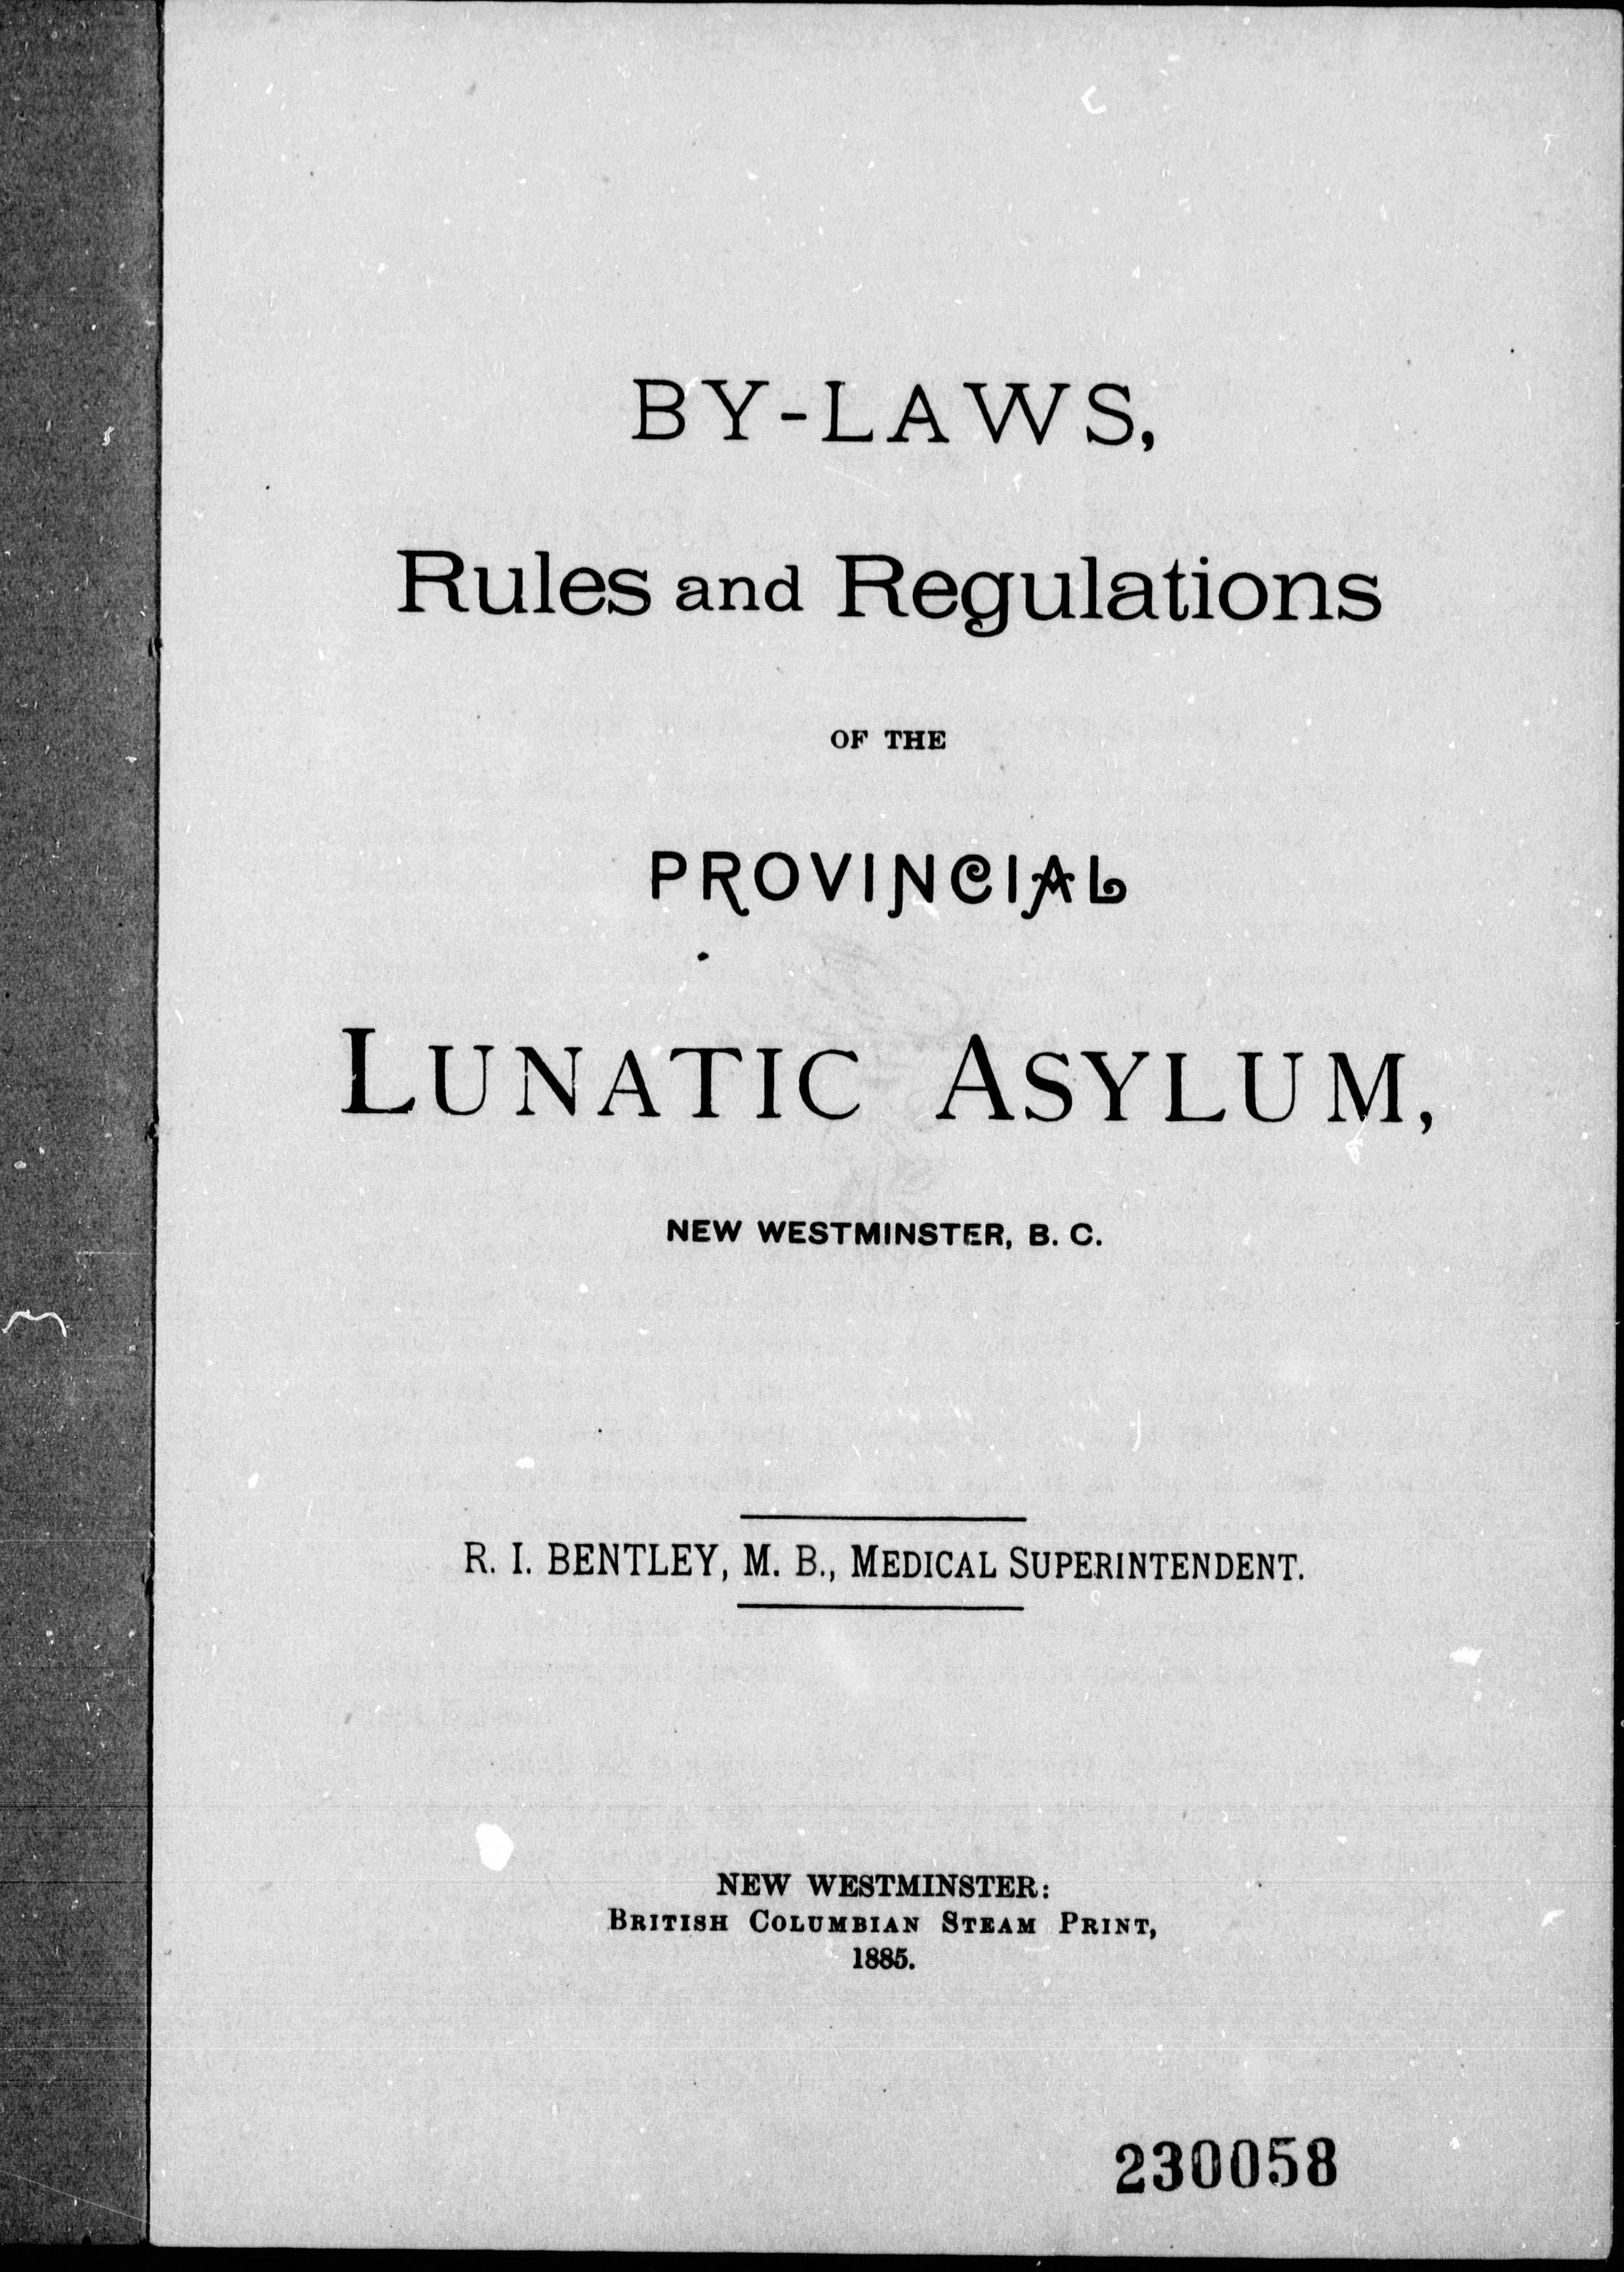 BY-LAWS,
Rules and Regulations
OF THE
PROVINCIAL
LUNATIC ASYLUM,
NEW WESTMINSTER, B. C.
R. I. BENTLEY, M. B., MEDICAL SUPERINTENDENT.
NEW WESTMINSTER:
BRITISH COLUMBIAN STEAM PRINT,
1885.
230058